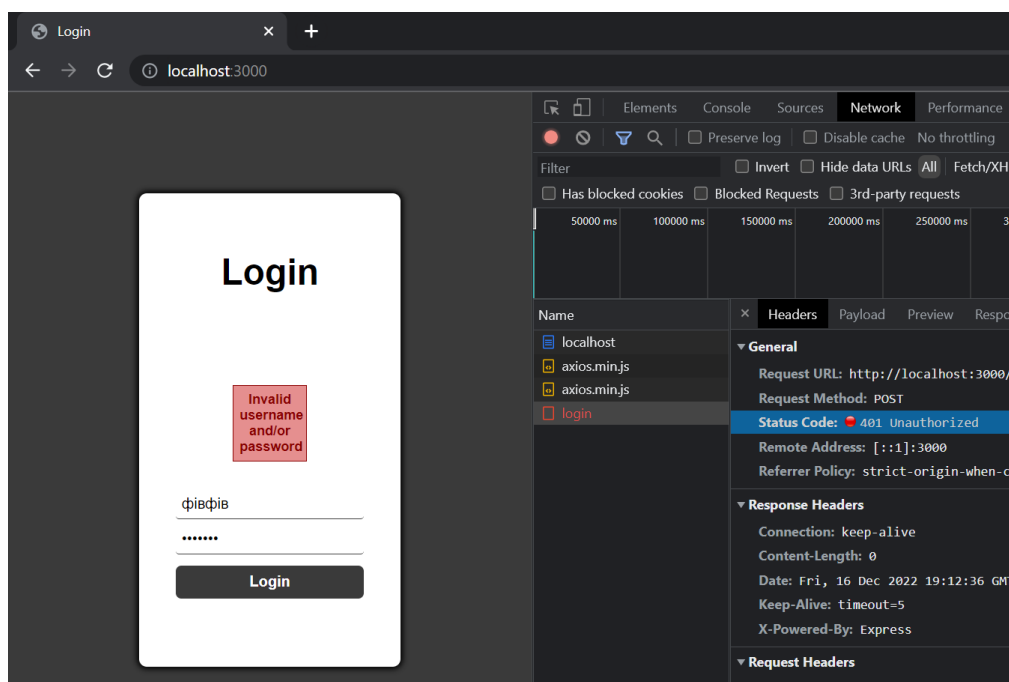 Login
localhost:3000
Login
Invalid
username
and/or
password
фівфів
•••••••
Login
Elements Console Sources Network Performance
Preserve log Disable cache No throttling
Filter Invert Hide data URLs All Fetch/XH
Has blocked cookies Blocked Requests 3rd-party requests
50000 ms 100000 ms 150000 ms 200000 ms 250000 ms 3
Name
localhost
axios.min.js
axios.min.js
login
× Headers Payload Preview Respo
General
Request URL: http://localhost:3000/
Request Method: POST
Status Code: 401 Unauthorized
Remote Address: [::1]:3000
Referrer Policy: strict-origin-when-c
Response Headers
Connection: keep-alive
Content-Length: 0
Date: Fri, 16 Dec 2022 19:12:36 GMT
Keep-Alive: timeout=5
X-Powered-By: Express
Request Headers